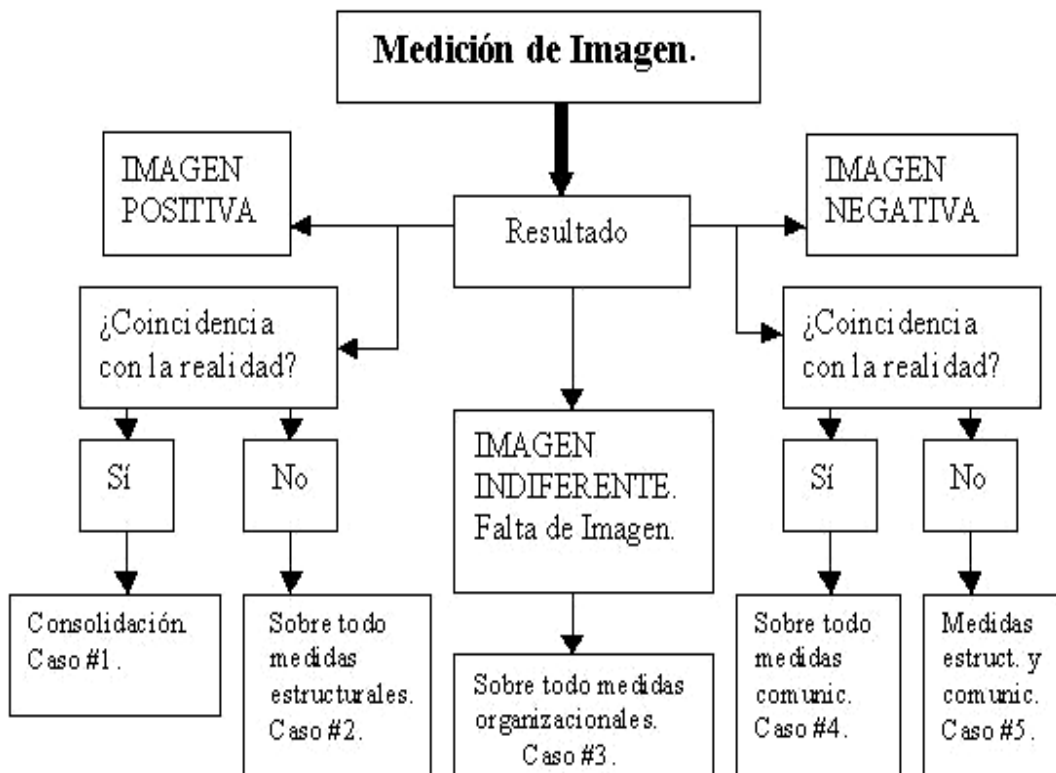 Medición de Imagen.
IMAGEN
POSITIVA
Resultado
IMAGEN
NEGATIVA
¿Coincidencia
con la realidad?
¿Coincidencia
con la realidad?
Sí
No
IMAGEN
INDIFERENTE.
Falta de Imagen.
Sí
No
Consolidación.
Caso #1.
Sobre todo
medidas
estructurales.
Caso #2.
Sobre todo medidas
organizacionales.
Caso #3.
Sobre todo
medidas
comunic.
Caso #4.
Medidas
estruct. y
comunic.
Caso #5.